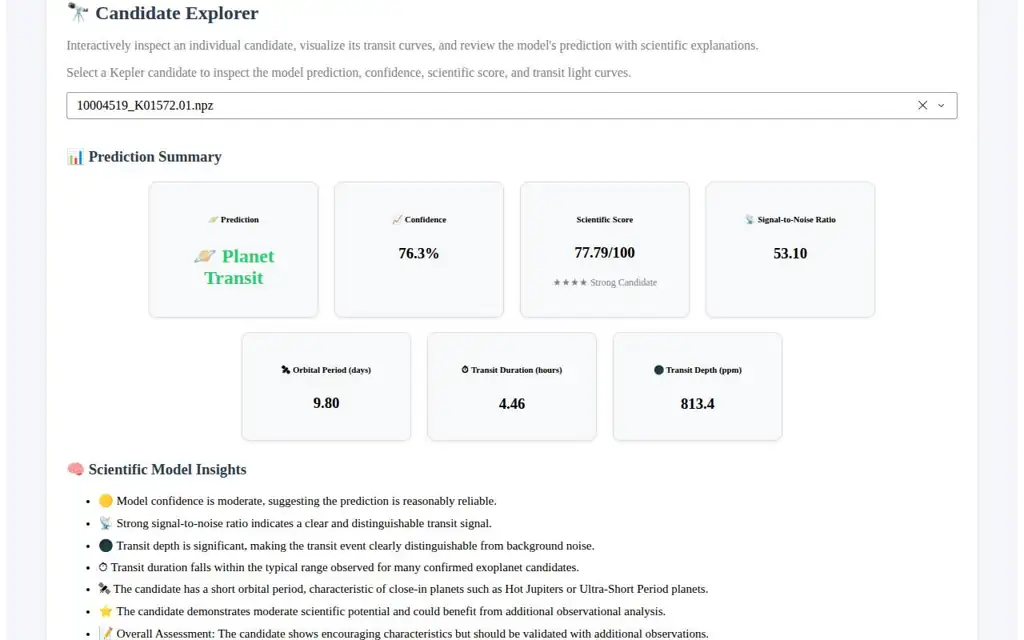 🔭 Candidate Explorer
Interactively inspect an individual candidate, visualize its transit curves, and review the model's prediction with scientific explanations.
Select a Kepler candidate to inspect the model prediction, confidence, scientific score, and transit light curves.
10004519_K01572.01.npz
📊 Prediction Summary
🪐 Prediction
🪐 Planet
Transit
📈 Confidence
76.3%
Scientific Score
77.79/100
★★★★ Strong Candidate
📡 Signal-to-Noise Ratio
53.10
🛰 Orbital Period (days)
9.80
⏱ Transit Duration (hours)
4.46
🌑 Transit Depth (ppm)
813.4
🧠 Scientific Model Insights
• 🟡 Model confidence is moderate, suggesting the prediction is reasonably reliable.
• 📡 Strong signal-to-noise ratio indicates a clear and distinguishable transit signal.
• 🌑 Transit depth is significant, making the transit event clearly distinguishable from background noise.
• ⏱ Transit duration falls within the typical range observed for many confirmed exoplanet candidates.
• 🛰 The candidate has a short orbital period, characteristic of close-in planets such as Hot Jupiters or Ultra-Short Period planets.
• ⭐ The candidate demonstrates moderate scientific potential and could benefit from additional observational analysis.
• 📝 Overall Assessment: The candidate shows encouraging characteristics but should be validated with additional observations.